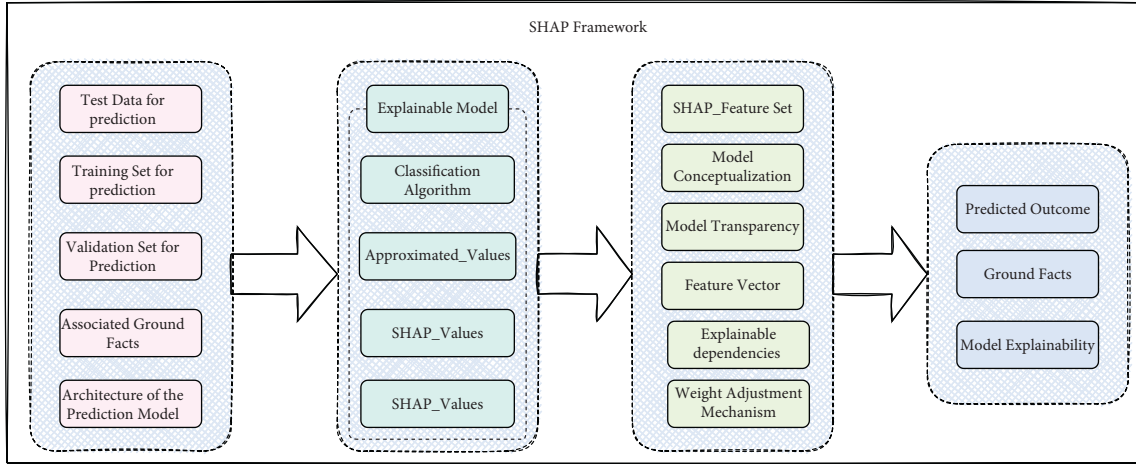 SHAP Framework
Test Data for
prediction
Training Set for
prediction
Validation Set for
Prediction
Associated Ground
Facts
Architecture of the
Prediction Model
Explainable Model
Classification
Algorithm
Approximated_Values
SHAP_Values
SHAP_Values
SHAP_Feature Set
Model
Conceptualization
Model Transparency
Feature Vector
Explainable
dependencies
Weight Adjustment
Mechanism
Predicted Outcome
Ground Facts
Model Explainability